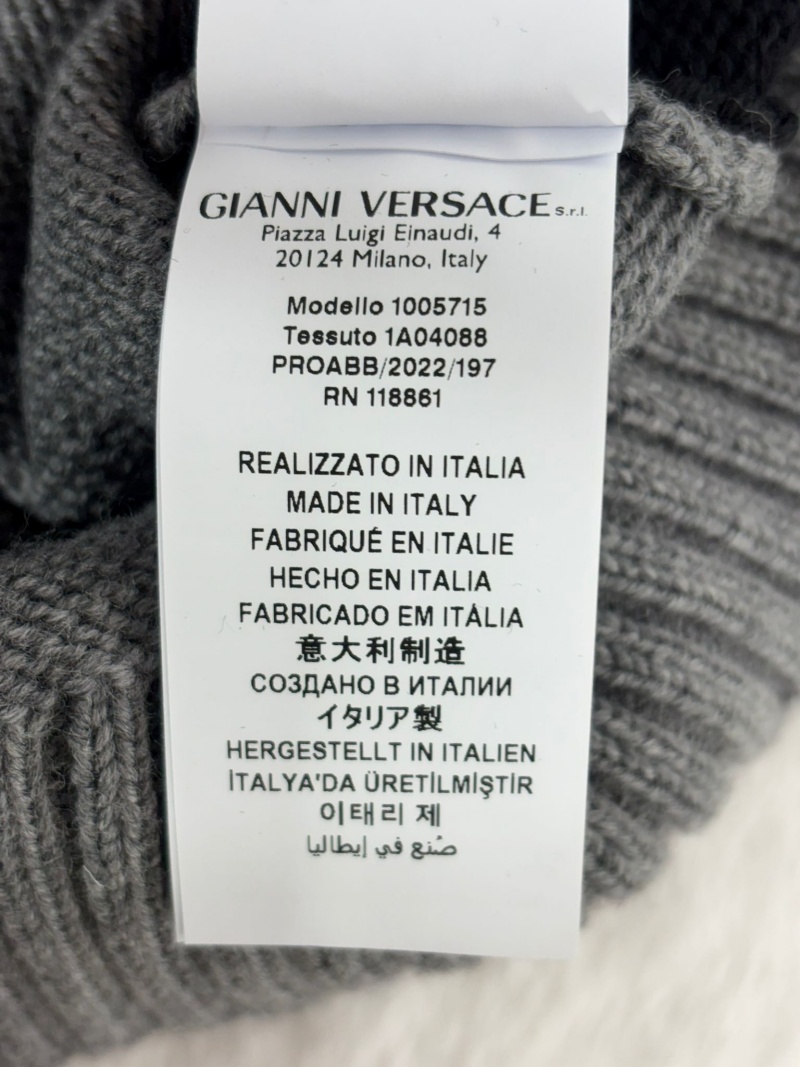 GIANNI VERSACE s.r.l.
Piazza Luigi Einaudi, 4
20124 Milano, Italy
Modello 1005715
Tessuto 1A04088
PROABB/2022/197
RN 118861
REALIZZATO IN ITALIA
MADE IN ITALY
FABRIQUÉ EN ITALIE
HECHO EN ITALIA
FABRICADO EM ITÁLIA
意大利制造
СОЗДАНО В ИТАЛИИ
イタリア製
HERGESTELLT IN ITALIEN
İTALYA'DA ÜRETİLMİŞTİR
이태리 제
صُنع في إيطاليا